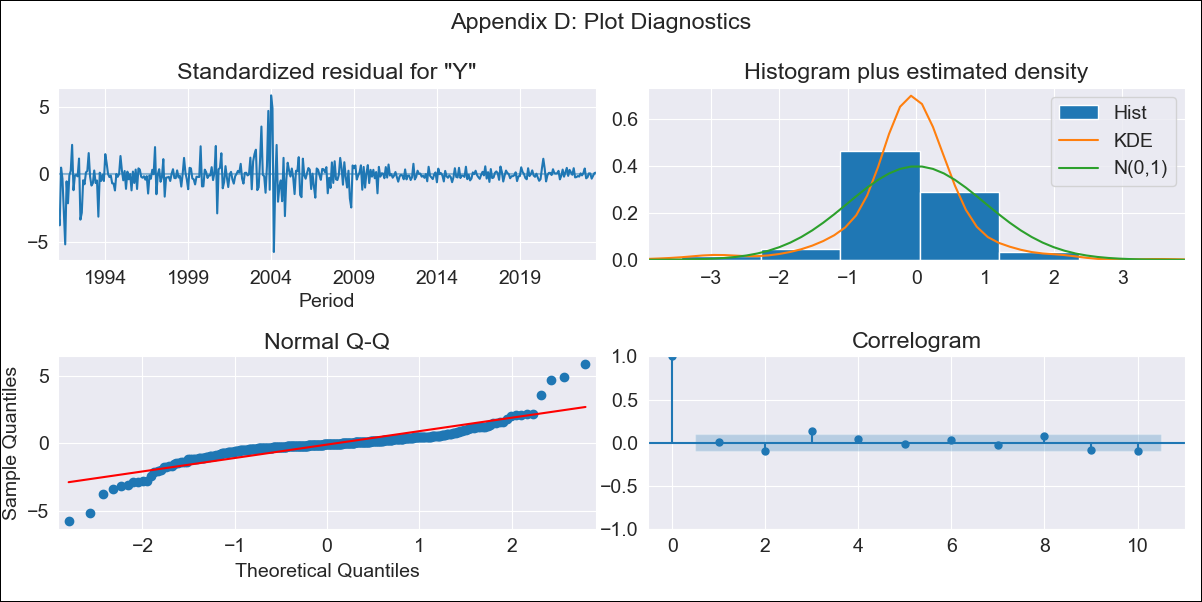 Appendix D: Plot Diagnostics
Standardized residual for "Y"
5
0
−5
1994 1999 2004 2009 2014 2019
Period
Histogram plus estimated density
0.6
0.4
0.2
0.0
−3 −2 −1 0 1 2 3
Hist
KDE
N(0,1)
Normal Q-Q
Sample Quantiles
5
0
−5
−2 −1 0 1 2
Theoretical Quantiles
Correlogram
1.0
0.5
0.0
−0.5
−1.0
0 2 4 6 8 10